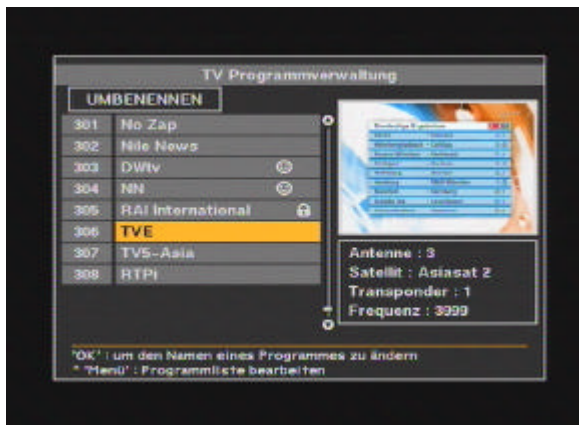 TV Programmverwaltung
UMBENENNEN
301 No Zap
302 Nile News
303 DWtv
304 NN
305 RAI International
306 TVE
307 TV5-Asia
308 RTPi
Antenne : 3
Satellit : Asiasat 2
Transponder : 1
Frequenz : 3999
'OK' : um den Namen eines Programmes zu ändern
* 'Menü' : Programmliste bearbeiten